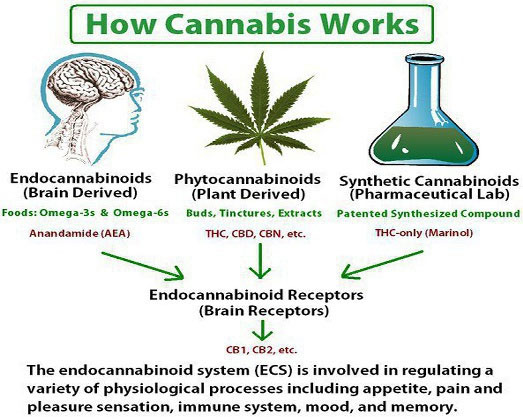 How Cannabis Works
Endocannabinoids
(Brain Derived)
Foods: Omega-3s & Omega-6s
Anandamide (AEA)
Phytocannabinoids
(Plant Derived)
Buds, Tinctures, Extracts
THC, CBD, CBN, etc.
Synthetic Cannabinoids
(Pharmaceutical Lab)
Patented Synthesized Compound
THC-only (Marinol)
Endocannabinoid Receptors
(Brain Receptors)
CB1, CB2, etc.
The endocannabinoid system (ECS) is involved in regulating a
variety of physiological processes including appetite, pain and
pleasure sensation, immune system, mood, and memory.